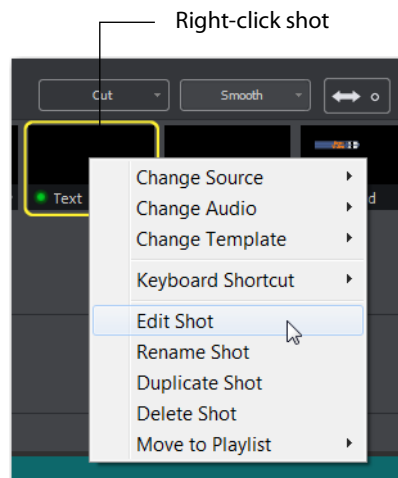 Right-click shot
Cut Smooth
Text d
Change Source
Change Audio
Change Template
Keyboard Shortcut
Edit Shot
Rename Shot
Duplicate Shot
Delete Shot
Move to Playlist